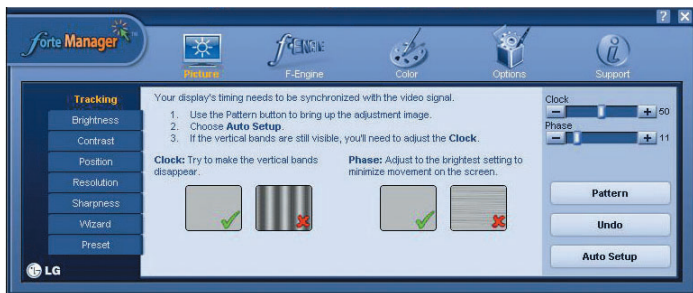 forte Manager™
Picture
F-Engine
F-Engine
Color
Options
Support
Tracking
Brightness
Contrast
Position
Resolution
Sharpness
Wizard
Preset
LG
Your display's timing needs to be synchronized with the video signal.
1. Use the Pattern button to bring up the adjustment image.
2. Choose Auto Setup.
3. If the vertical bands are still visible, you'll need to adjust the Clock.
Clock: Try to make the vertical bands
disappear.
Phase: Adjust to the brightest setting to
minimize movement on the screen.
Clock
50
Phase
11
Pattern
Undo
Auto Setup